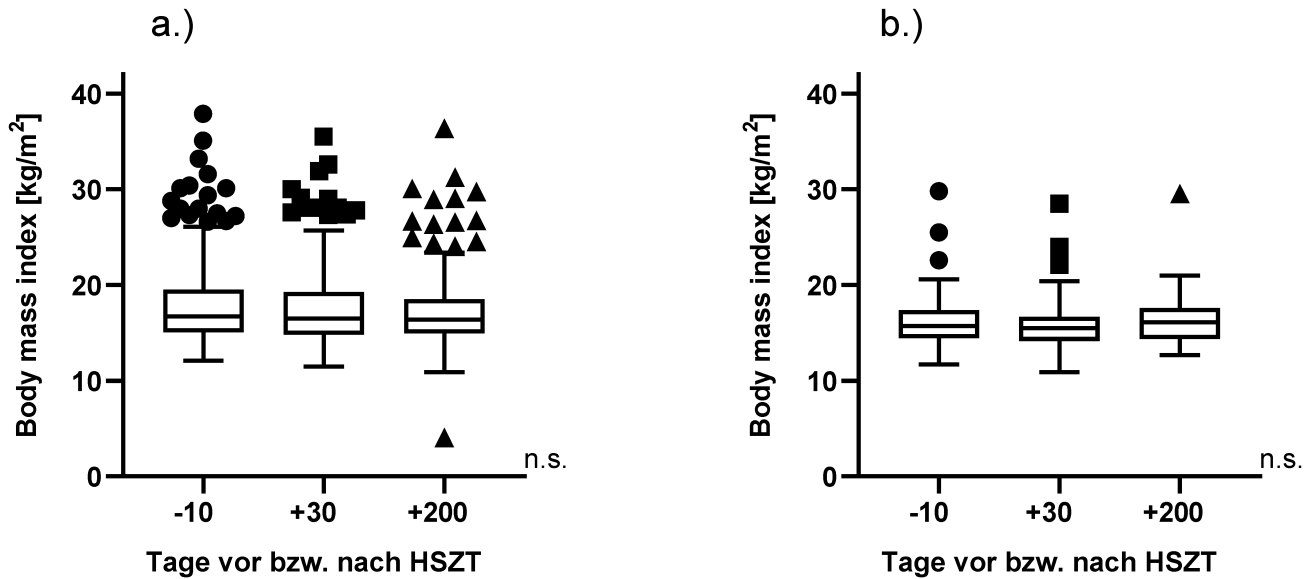 a.)
Body mass index [kg/m²]
40
30
20
10
0
-10
+30
+200
n.s.
Tage vor bzw. nach HSZT
b.)
Body mass index [kg/m²]
40
30
20
10
0
-10
+30
+200
n.s.
Tage vor bzw. nach HSZT